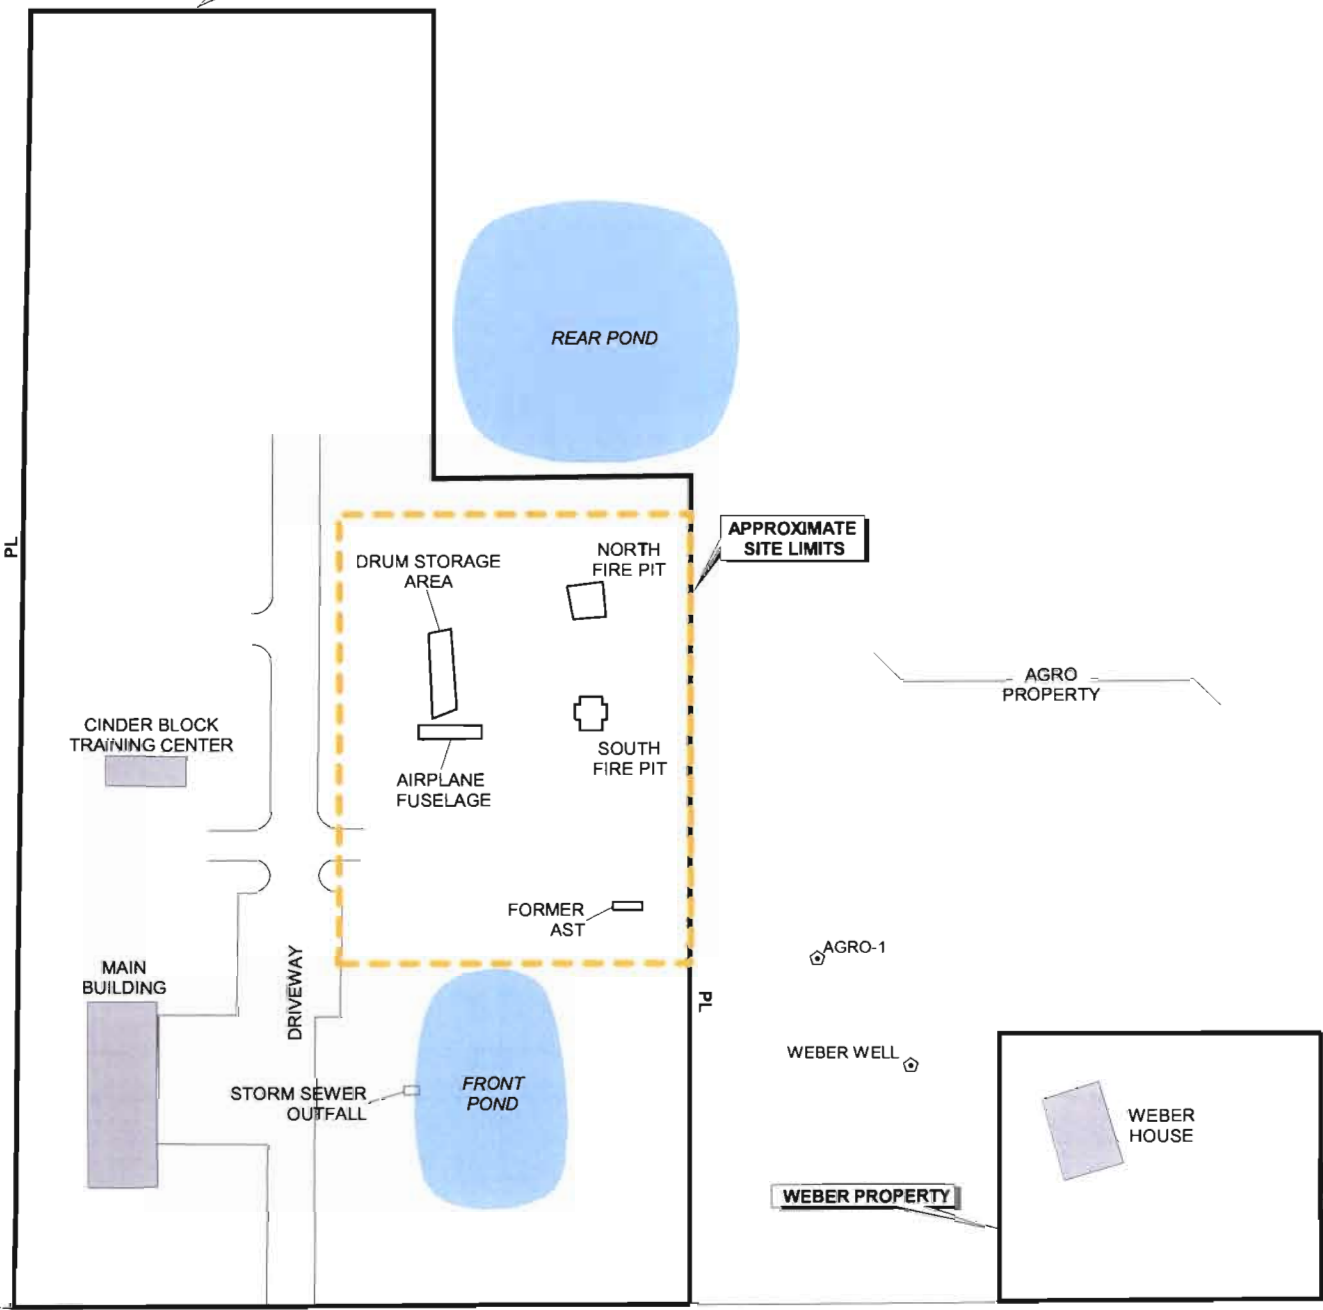 REAR POND
APPROXIMATE
SITE LIMITS
PL
DRUM STORAGE
AREA
NORTH
FIRE PIT
AGRO
PROPERTY
CINDER BLOCK
TRAINING CENTER
SOUTH
FIRE PIT
AIRPLANE
FUSELAGE
FORMER
AST
AGRO-1
MAIN
BUILDING
DRIVEWAY
PL
WEBER WELL
STORM SEWER
OUTFALL
FRONT
POND
WEBER
HOUSE
WEBER PROPERTY